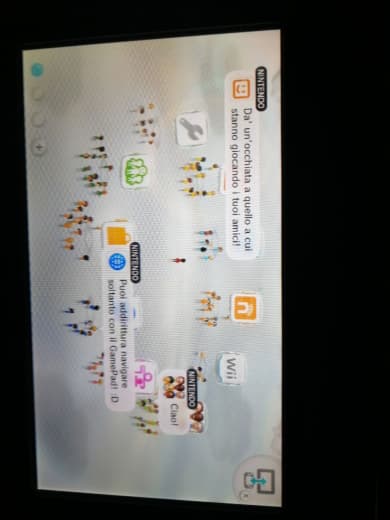 NINTENDO
Da' un'occhiata a quello a cui
stanno giocando i tuoi amici!
Wii
NINTENDO
Puoi addirittura navigare
soltanto con il GamePad! :D
NINTENDO
Ciao!